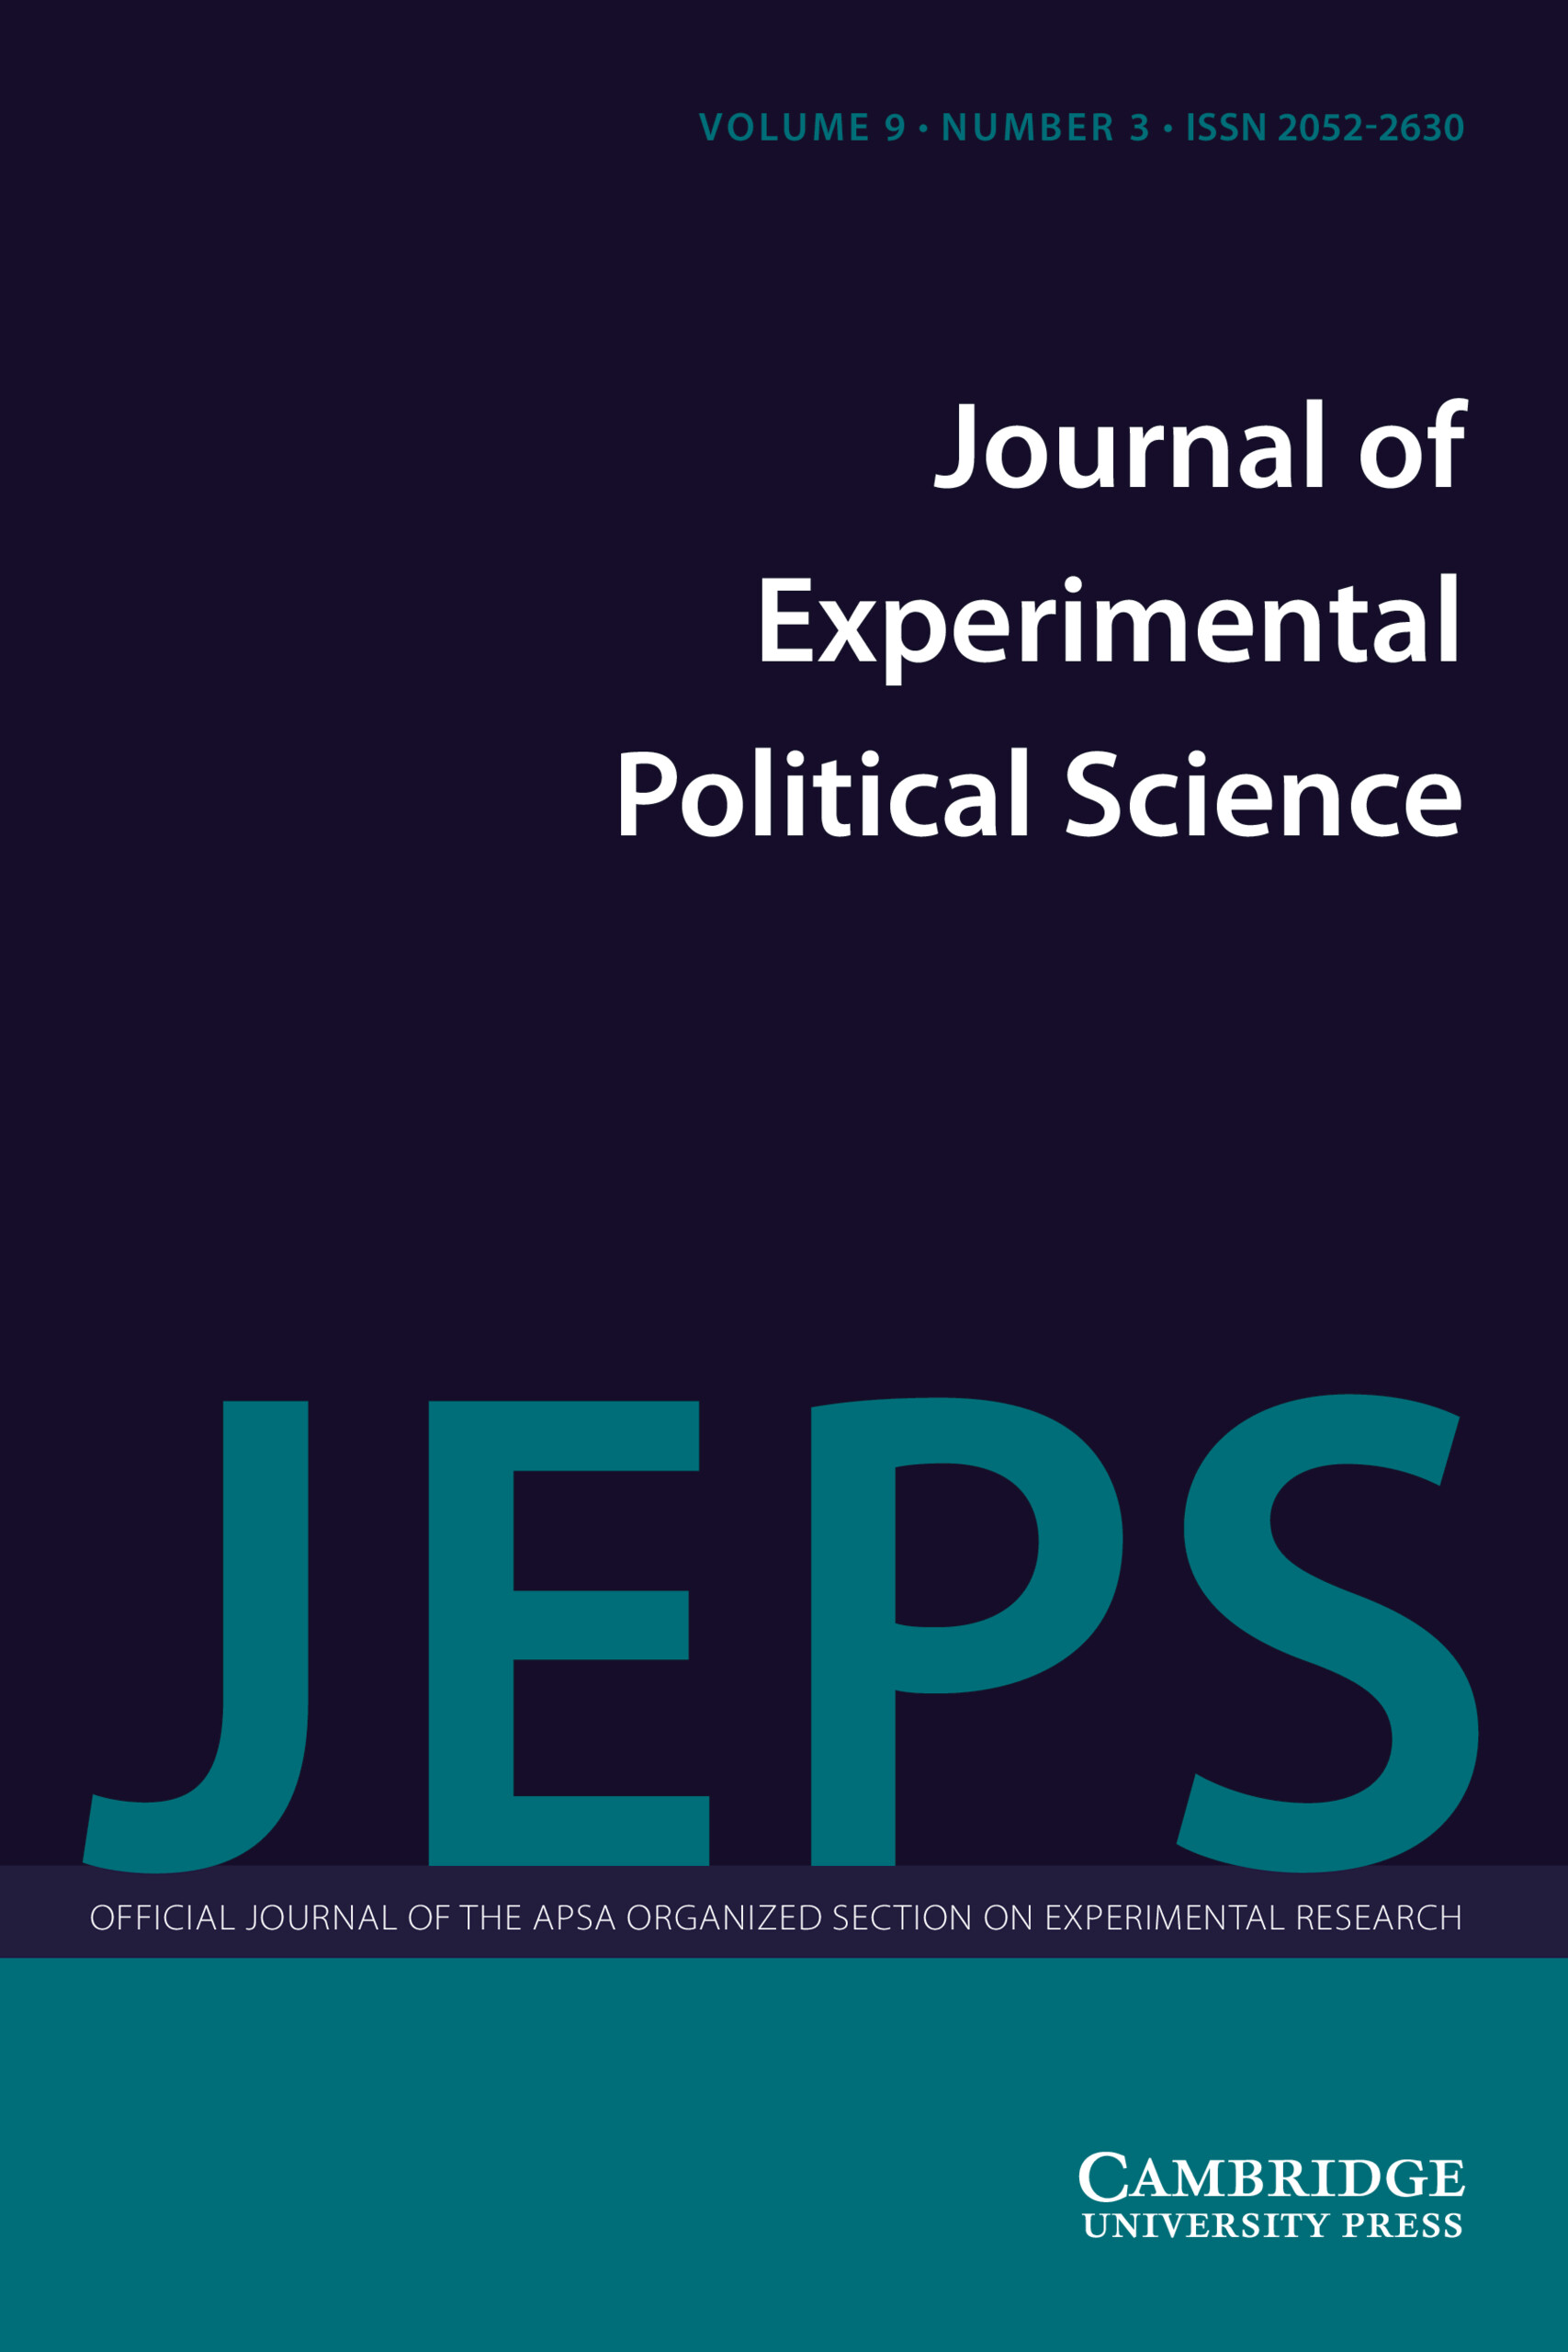 VOLUME 9 • NUMBER 3 • ISSN 2052-2630
Journal of
Experimental
Political Science
JEPS
OFFICIAL JOURNAL OF THE APSA ORGANIZED SECTION ON EXPERIMENTAL RESEARCH
CAMBRIDGE
UNIVERSITY PRESS